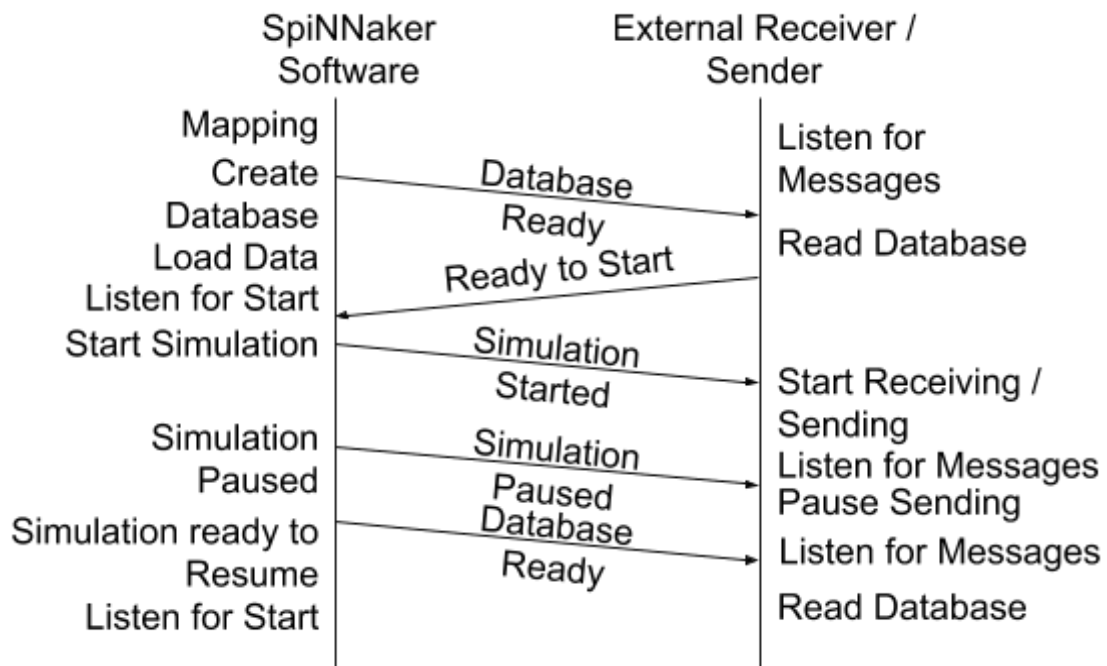 SpiNNaker
Software
External Receiver /
Sender
Mapping
Create
Database
Load Data
Listen for Start
Start Simulation
Simulation
Paused
Simulation ready to
Resume
Listen for Start
Database
Ready
Ready to Start
Simulation
Started
Simulation
Paused
Database
Ready
Listen for
Messages
Read Database
Start Receiving /
Sending
Listen for Messages
Pause Sending
Listen for Messages
Read Database